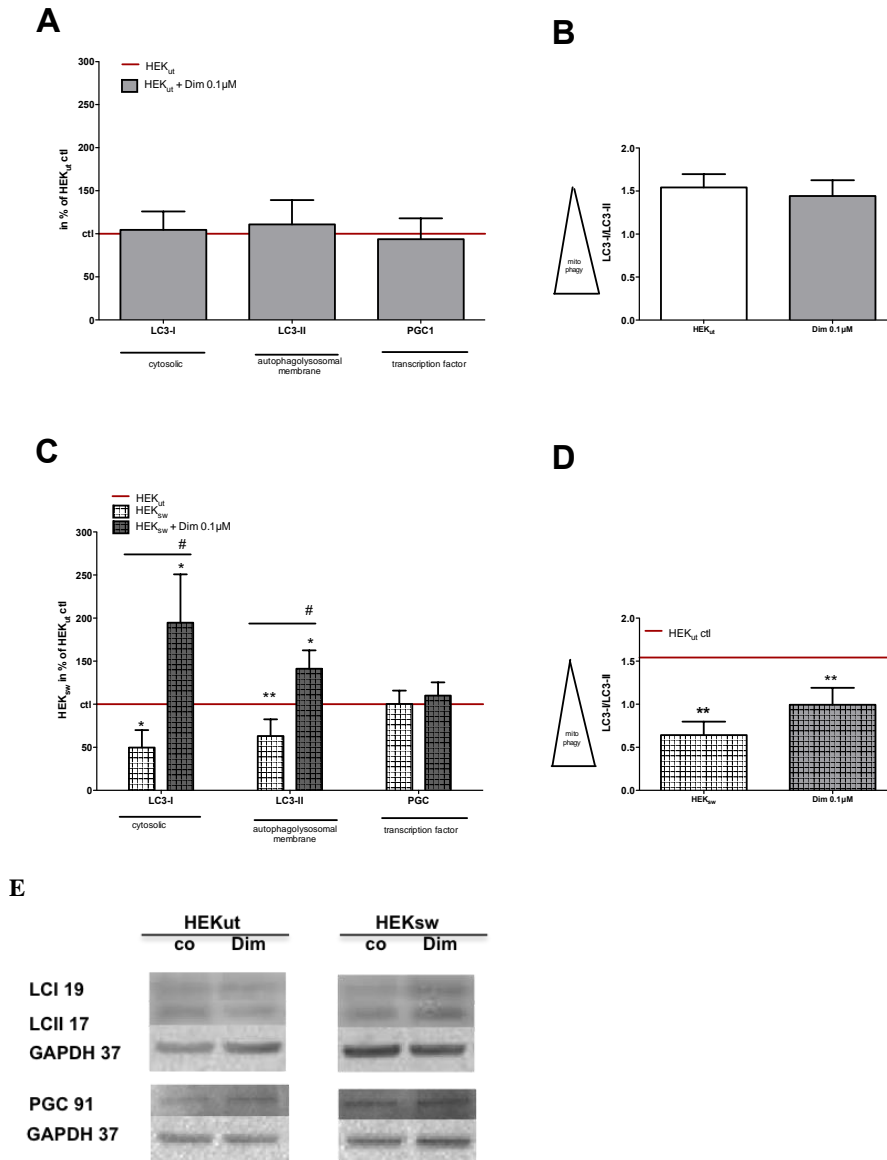 A
HEKut
HEKut + Dim 0.1µM
in % of HEKut ctl
300
250
200
150
ctl
50
0
LC3-I
LC3-II
PGC1
cytosolic
autophagolysosomal
membrane
transcription factor
B
mito
phagy
LC3-I/LC3-II
2.0
1.5
1.0
0.5
0.0
HEKut
Dim 0.1µM
C
HEKut
HEKsw
HEKsw + Dim 0.1µM
HEKsw in % of HEKut ctl
300
250
200
150
ctl
50
0
*
#
*
**
#
*
LC3-I
LC3-II
PGC
cytosolic
autophagolysosomal
membrane
transcription factor
D
mito
phagy
LC3-I/LC3-II
2.0
1.5
1.0
0.5
0.0
HEKut ctl
**
**
HEKsw
Dim 0.1µM
E
HEKut HEKsw
co Dim co Dim
LCI 19
LCII 17
GAPDH 37
PGC 91
GAPDH 37